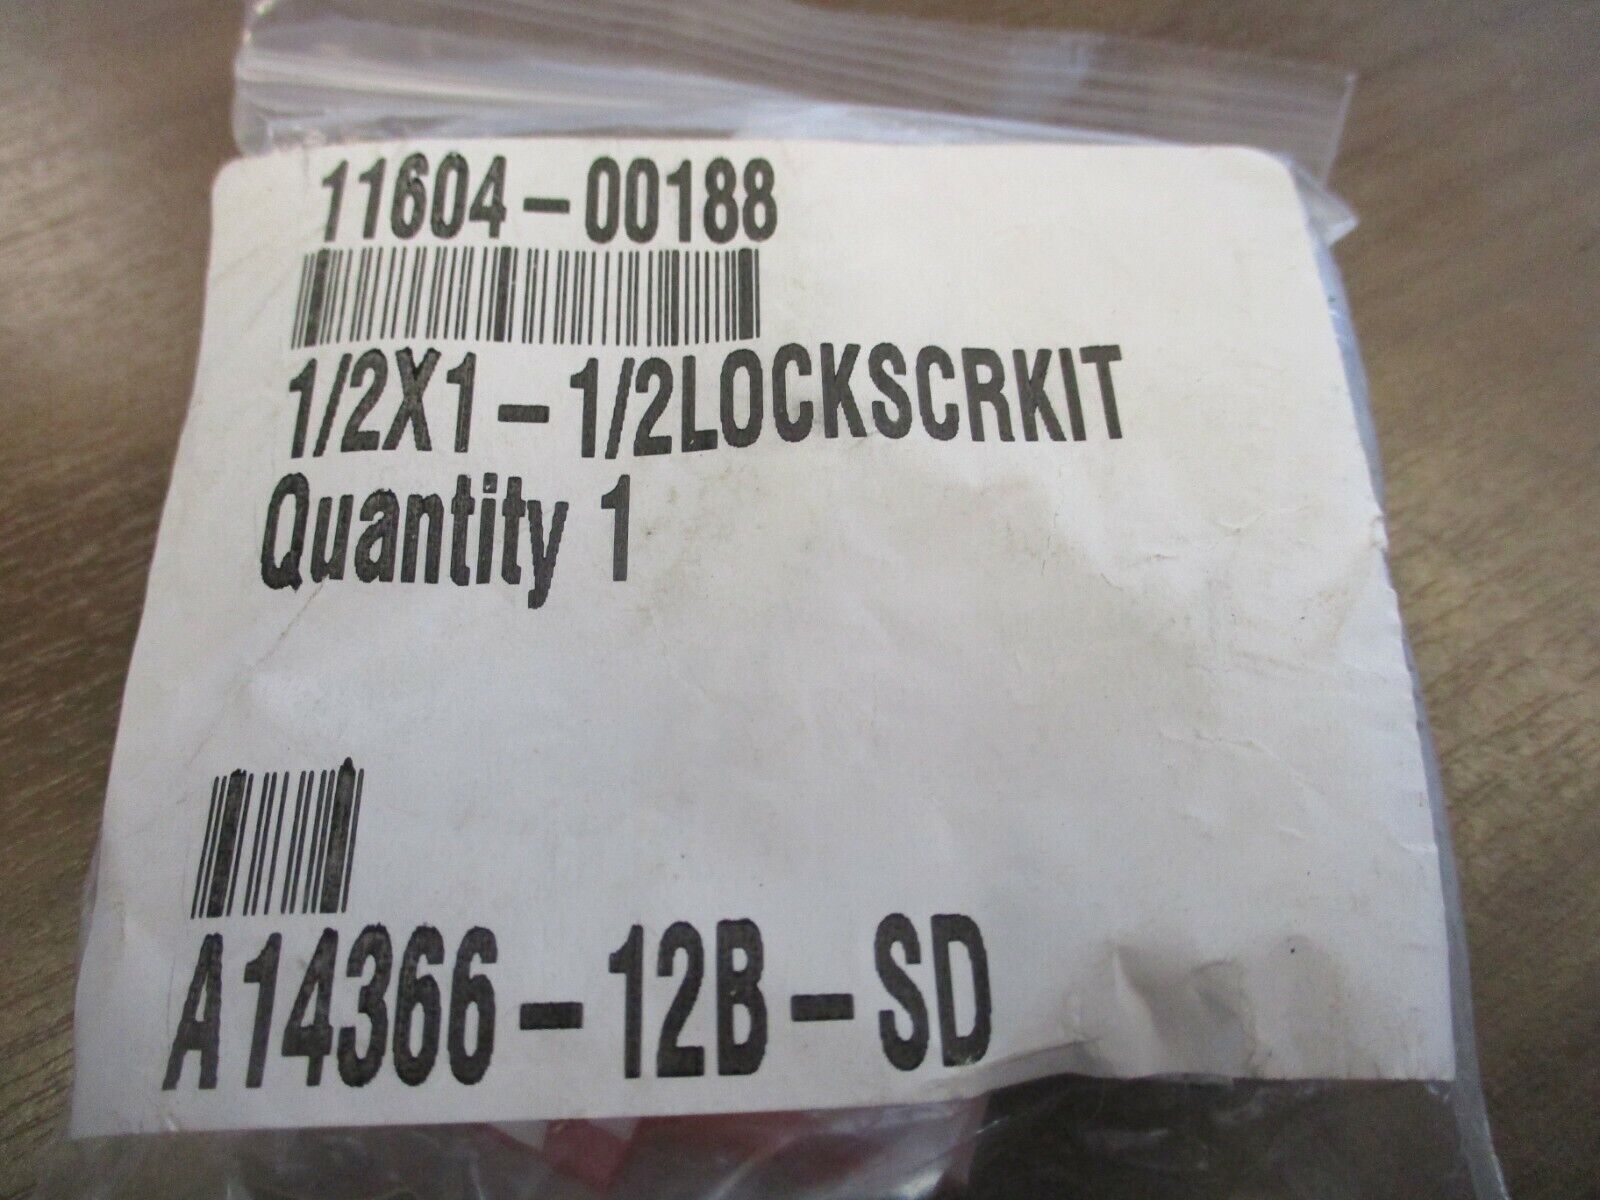 11604-00188
1/2X1-1/2LOCKSCRKIT
Quantity 1
A14366-12B-SD